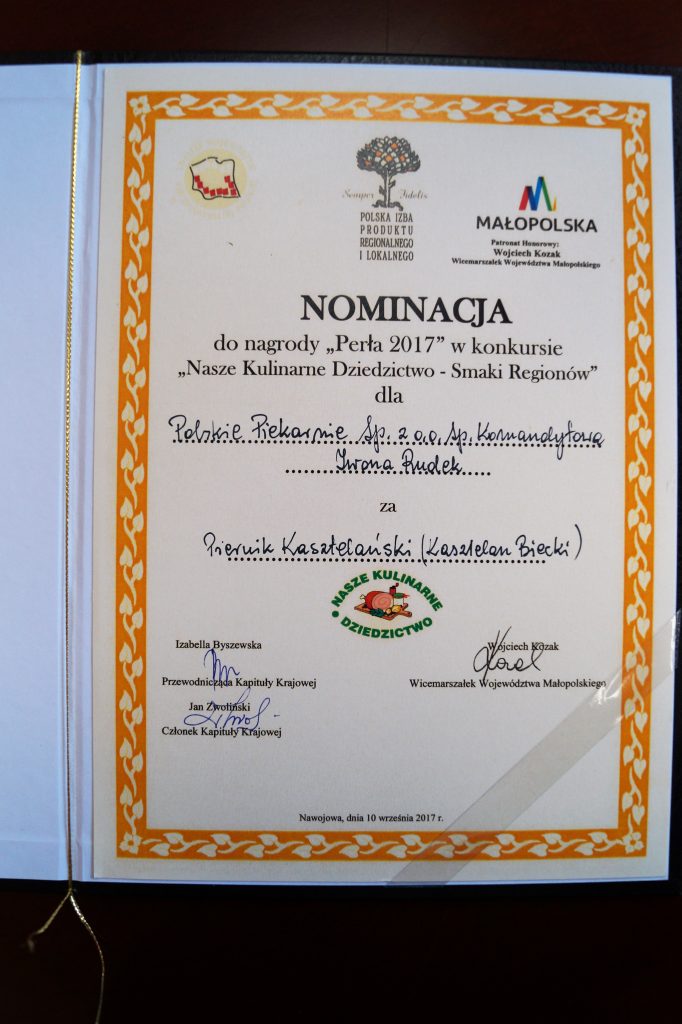 Semper Fidelis
POLSKA IZBA
PRODUKTU
REGIONALNEGO
I LOKALNEGO
MAŁOPOLSKA
Patronat Honorowy:
Wojciech Kozak
Wicemarszałek Województwa Małopolskiego
NOMINACJA
do nagrody „Perła 2017” w konkursie
„Nasze Kulinarne Dziedzictwo - Smaki Regionów”
dla
Polskie Piekarnie Sp. z o.o. Sp. Komandytowa
Iwona Rudek
za
Piernik Kasztelański (Kasztelan Biecki)
NASZE KULINARNE
DZIEDZICTWO
Izabella Byszewska
Przewodnicząca Kapituły Krajowej
Jan Zwoliński
Członek Kapituły Krajowej
Wojciech Kozak
Wicemarszałek Województwa Małopolskiego
Nawojowa, dnia 10 września 2017 r.